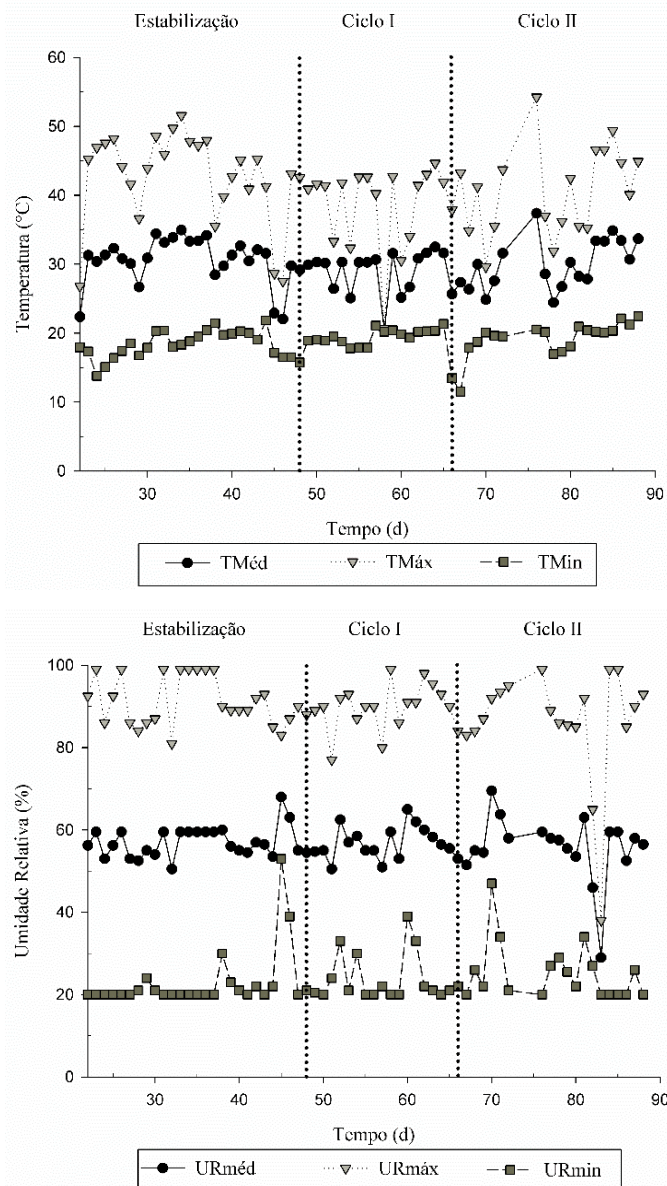 Estabilização Ciclo I Ciclo II
60
50
40
30
20
10
0
Temperatura (°C)
30 40 50 60 70 80 90
Tempo (d)
TMéd TMáx TMin
Estabilização Ciclo I Ciclo II
100
80
60
40
20
0
Umidade Relativa (%)
30 40 50 60 70 80 90
Tempo (d)
URméd URmáx URmin